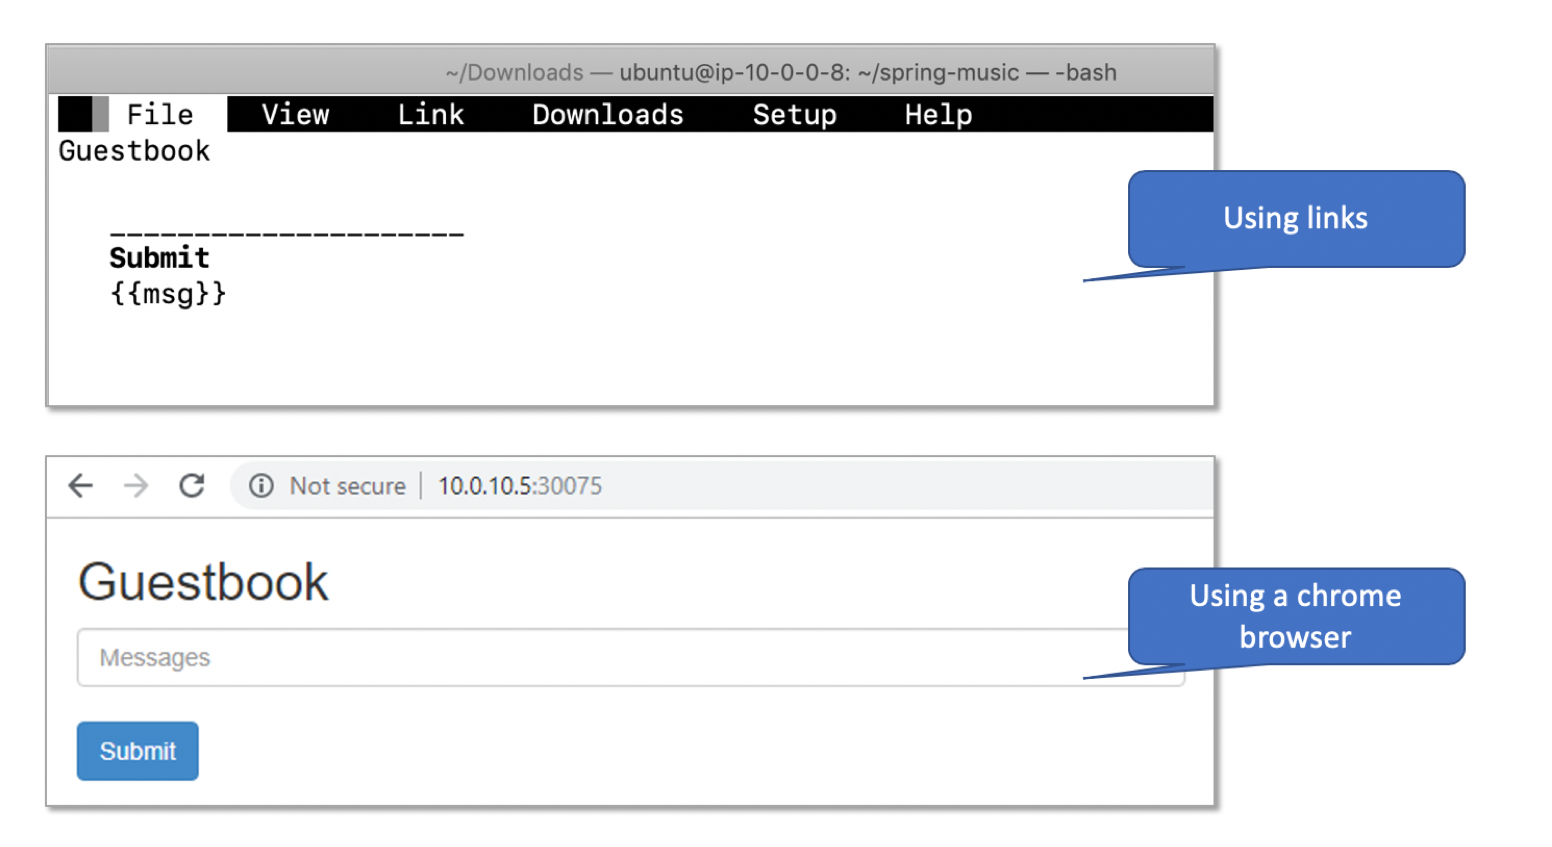 ~/Downloads — ubuntu@ip-10-0-0-8: ~/spring-music — -bash
File View Link Downloads Setup Help
Guestbook
Using links
_____________________
Submit
{{msg}}
Not secure | 10.0.10.5:30075
Guestbook
Using a chrome
browser
Messages
Submit